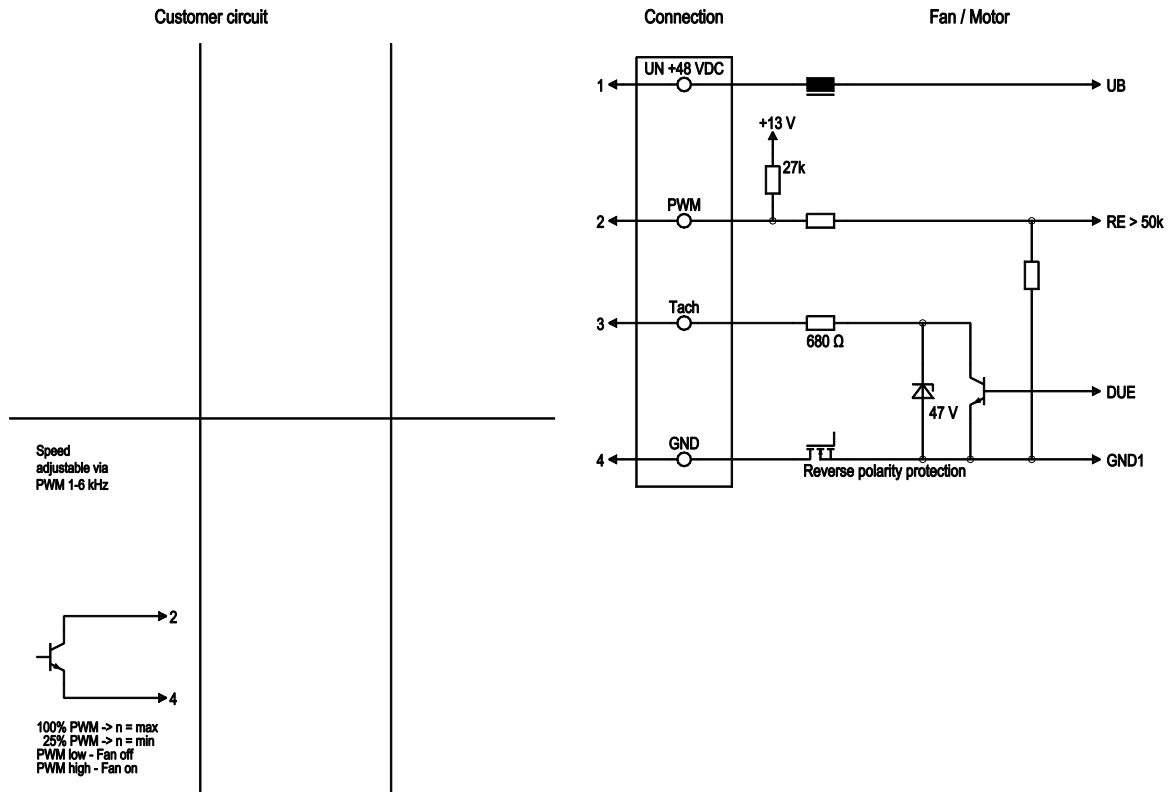 Customer circuit
Connection
Fan / Motor
UN +48 VDC
1
UB
+13 V
27k
PWM
2
RE > 50k
Tach
3
680 Ω
DUE
47 V
GND
4
GND1
Reverse polarity protection
Speed
adjustable via
PWM 1-6 kHz
2
4
100% PWM -> n = max
25% PWM -> n = min
PWM low - Fan off
PWM high - Fan on